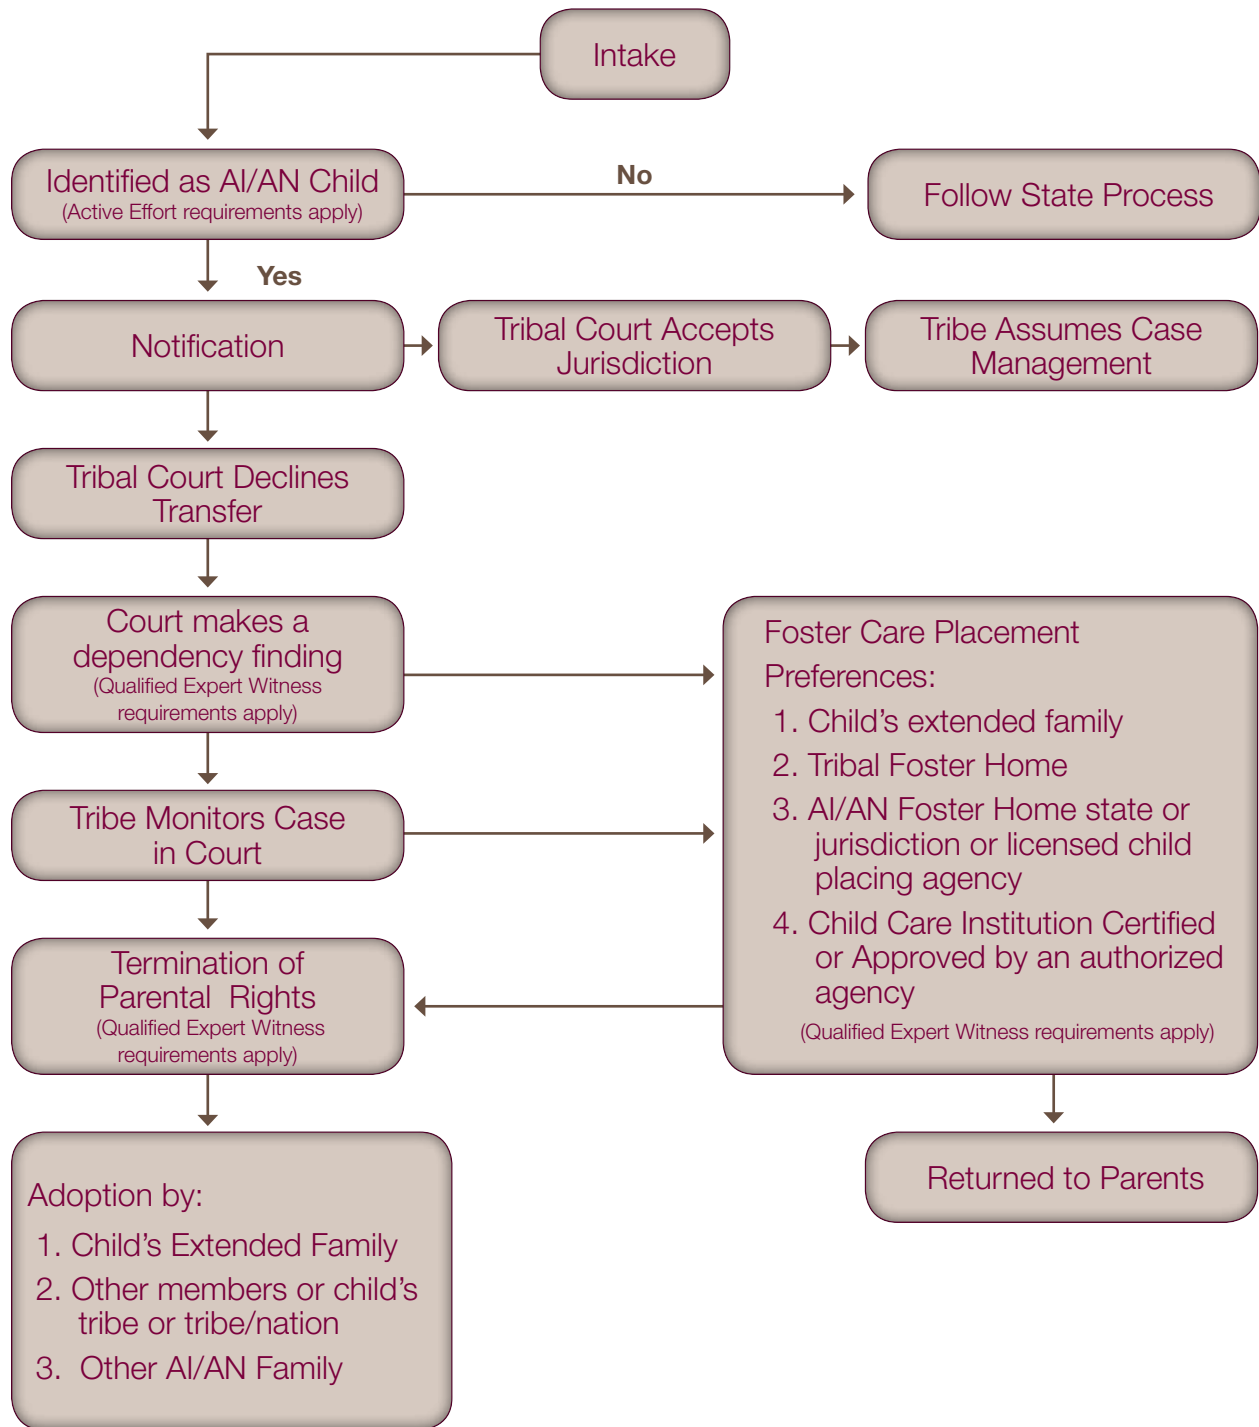 Intake
Identified as AI/AN Child
(Active Effort requirements apply)
No
Follow State Process
Yes
Notification
Tribal Court Accepts
Jurisdiction
Tribe Assumes Case
Management
Tribal Court Declines
Transfer
Court makes a
dependency finding
(Qualified Expert Witness
requirements apply)
Foster Care Placement
Preferences:
1. Child’s extended family
2. Tribal Foster Home
3. AI/AN Foster Home state or
jurisdiction or licensed child
placing agency
4. Child Care Institution Certified
or Approved by an authorized
agency
(Qualified Expert Witness requirements apply)
Tribe Monitors Case
in Court
Termination of
Parental Rights
(Qualified Expert Witness
requirements apply)
Returned to Parents
Adoption by:
1. Child’s Extended Family
2. Other members or child’s
tribe or tribe/nation
3. Other AI/AN Family